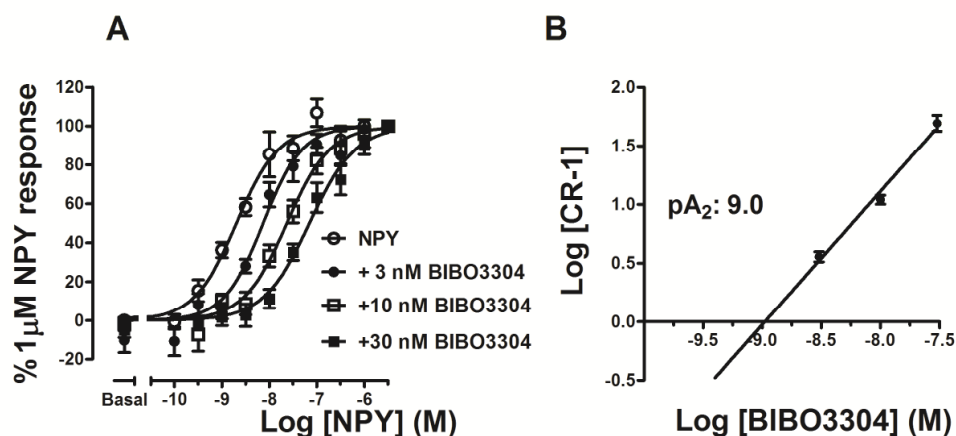 A
% 1μM NPY response
120
100
80
60
40
20
0
-20
NPY
+ 3 nM BIBO3304
+10 nM BIBO3304
+30 nM BIBO3304
Basal -10 -9 -8 -7 -6
Log [NPY] (M)
B
Log [CR-1]
2.0
1.5
1.0
0.5
0.0
-0.5
pA2: 9.0
-9.5 -9.0 -8.5 -8.0 -7.5
Log [BIBO3304] (M)